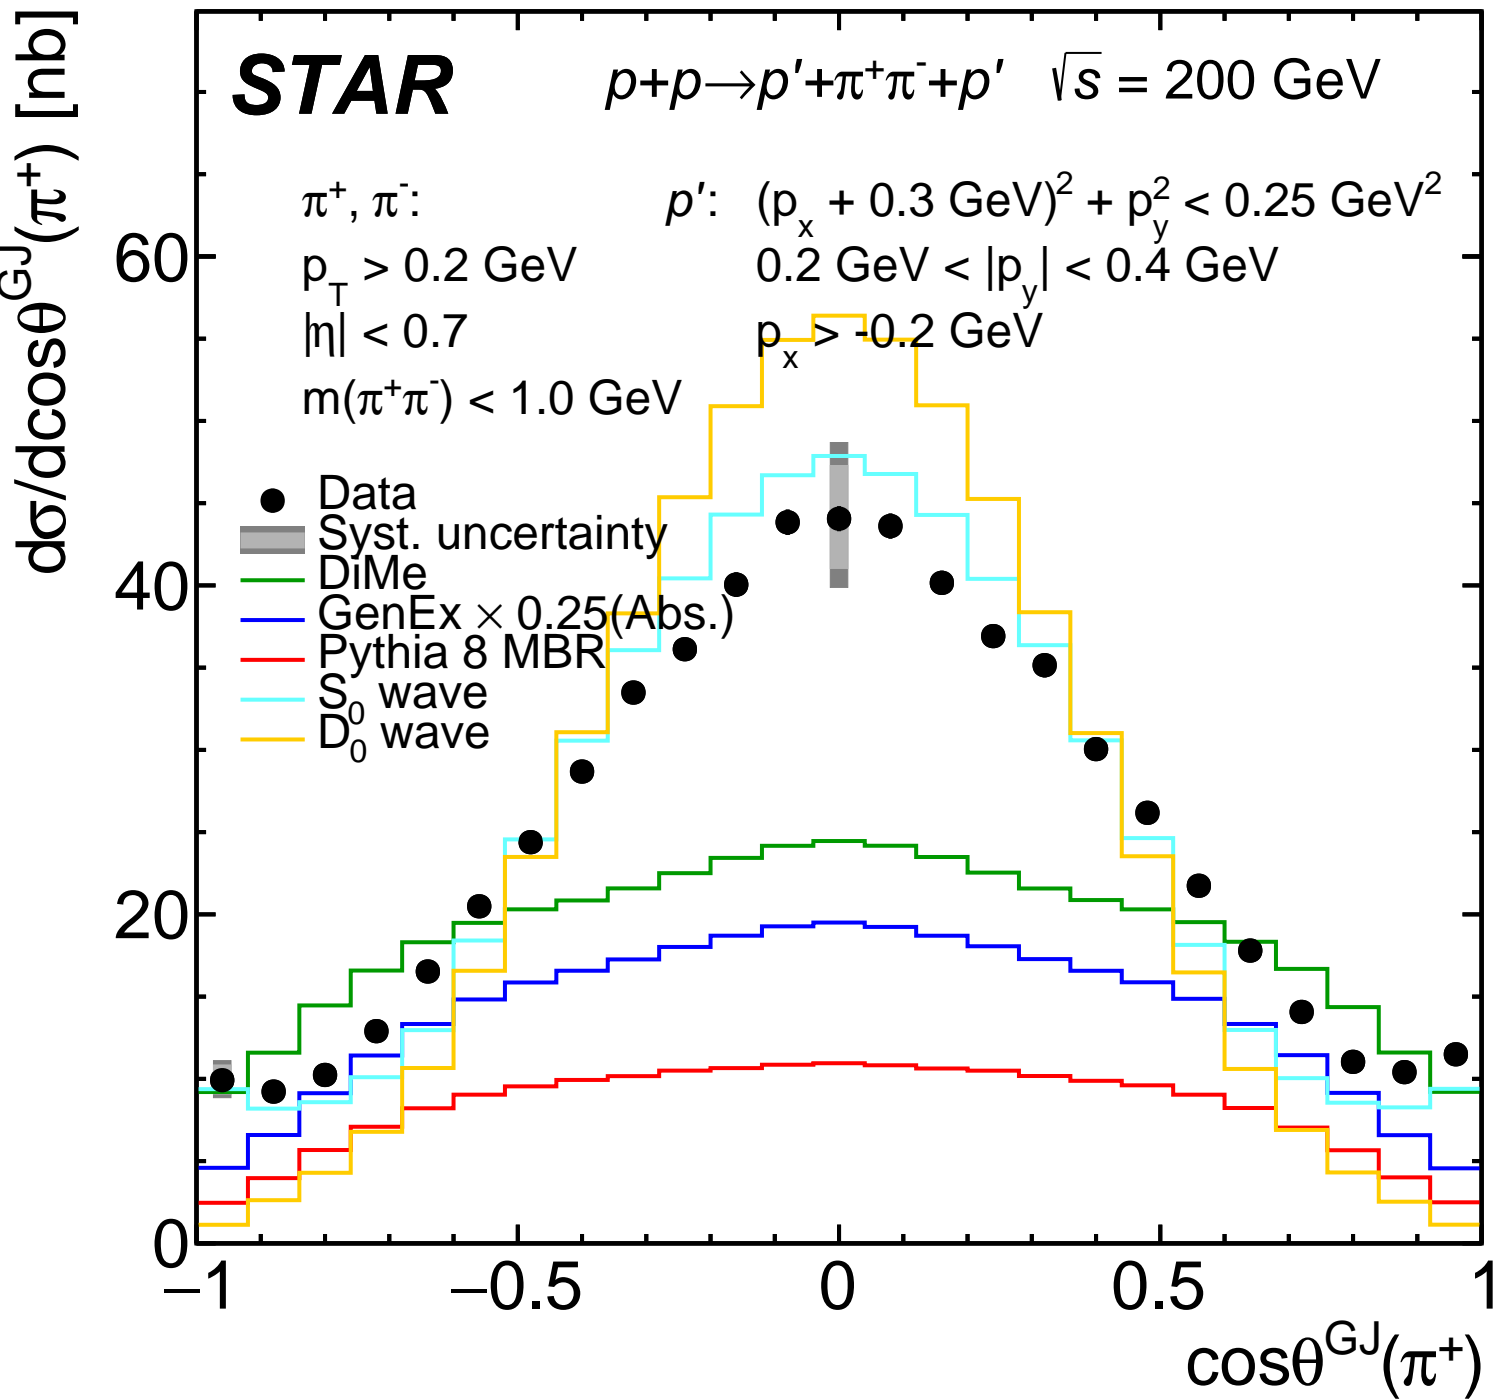 dσ/dcosθ^GJ(π⁺) [nb]
STAR p+p→p′+π⁺π⁻+p′ √s = 200 GeV
π⁺, π⁻: p′: (p_x + 0.3 GeV)² + p_y² < 0.25 GeV²
p_T > 0.2 GeV 0.2 GeV < |p_y| < 0.4 GeV
|η| < 0.7 p_x > -0.2 GeV
m(π⁺π⁻) < 1.0 GeV
Data
Syst. uncertainty
DiMe
GenEx × 0.25(Abs.)
Pythia 8 MBR
S₀ wave
D₀ wave
60
40
20
0
−1 −0.5 0 0.5 1
cosθ^GJ(π⁺)